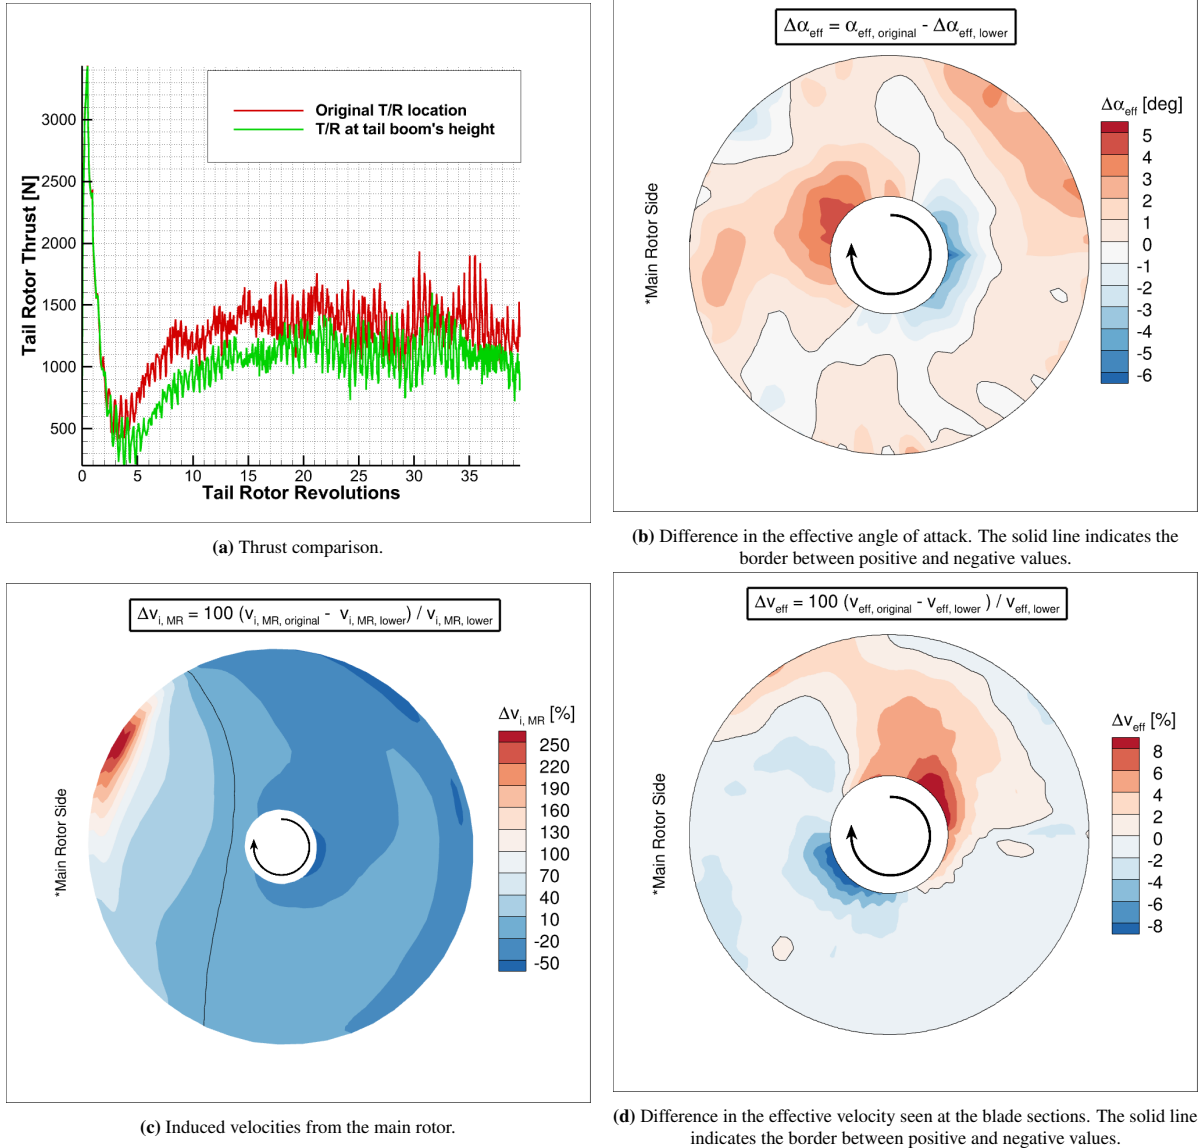 3000
2500
2000
1500
1000
500
0 5 10 15 20 25 30 35
Tail Rotor Thrust [N]
Tail Rotor Revolutions
Original T/R location
T/R at tail boom's height
(a) Thrust comparison.
Δα_eff = α_eff, original - Δα_eff, lower
*Main Rotor Side
Δα_eff [deg]
5
4
3
2
1
0
-1
-2
-3
-4
-5
-6
(b) Difference in the effective angle of attack. The solid line indicates the
border between positive and negative values.
Δv_i, MR = 100 (v_i, MR, original - v_i, MR, lower) / v_i, MR, lower
*Main Rotor Side
Δv_i, MR [%]
250
220
190
160
130
100
70
40
10
-20
-50
(c) Induced velocities from the main rotor.
Δv_eff = 100 (v_eff, original - v_eff, lower) / v_eff, lower
*Main Rotor Side
Δv_eff [%]
8
6
4
2
0
-2
-4
-6
-8
(d) Difference in the effective velocity seen at the blade sections. The solid line
indicates the border between positive and negative values.